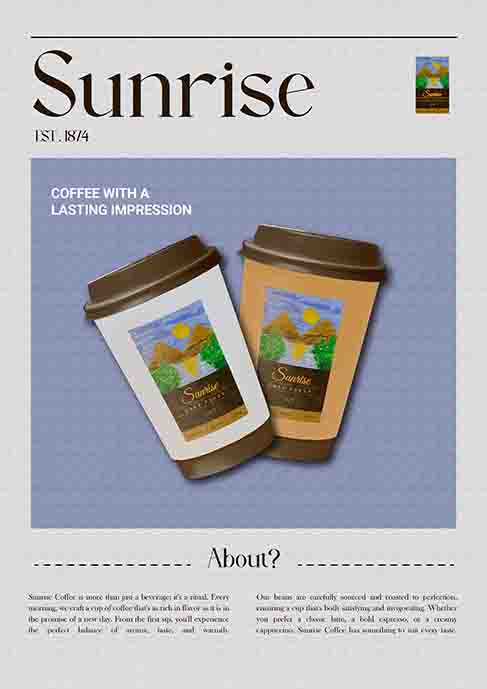 Sunrise
EST. 1874
COFFEE WITH A
LASTING IMPRESSION
Sunrise
Sunrise
About?
Sunrise Coffee is more than just a beverage; it's a ritual. Every
morning, we craft a cup of coffee that's as rich in flavor as it is in
the promise of a new day. From the first sip, you'll experience
the perfect balance of aroma, taste, and warmth.
Our beans are carefully sourced and roasted to perfection,
ensuring a cup that's both satisfying and invigorating. Whether
you prefer a classic latte, a bold espresso, or a creamy
cappuccino, Sunrise Coffee has something to suit every taste.